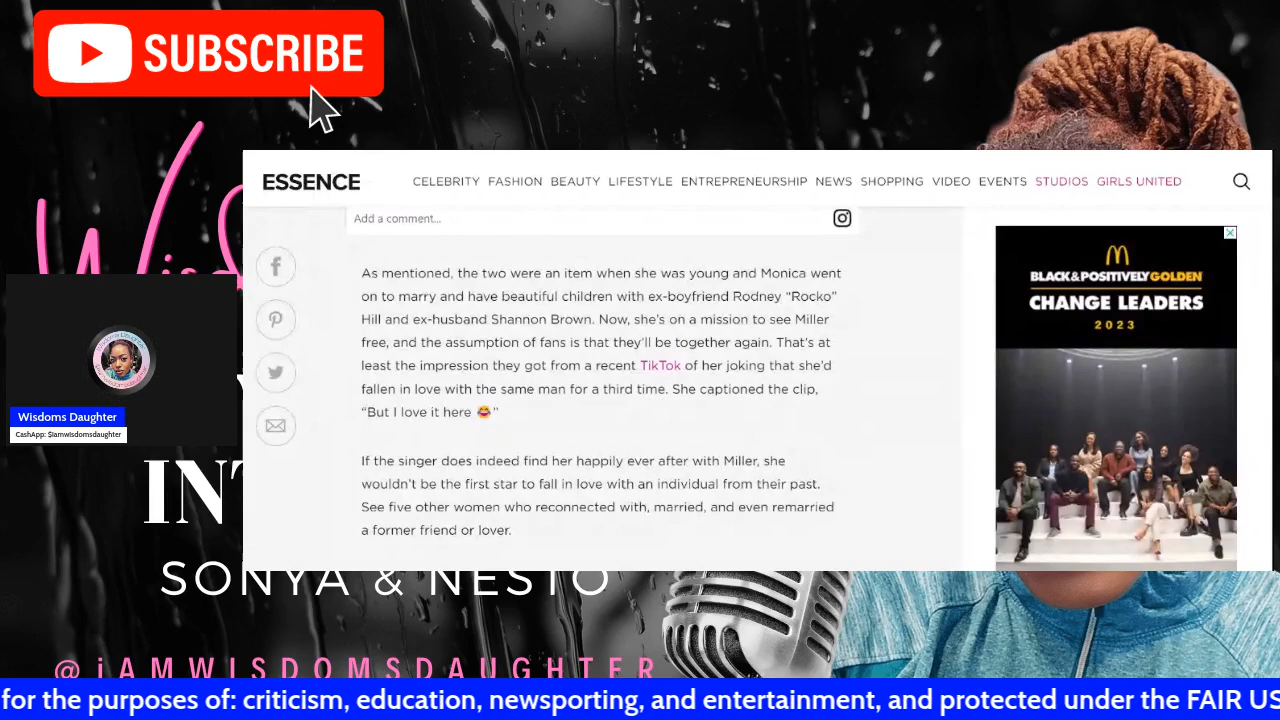 SUBSCRIBE
Wisd
ESSENCE
CELEBRITY FASHION BEAUTY LIFESTYLE ENTREPRENEURSHIP NEWS SHOPPING VIDEO EVENTS STUDIOS GIRLS UNITED
Add a comment...
As mentioned, the two were an item when she was young and Monica went
on to marry and have beautiful children with ex-boyfriend Rodney “Rocko”
Hill and ex-husband Shannon Brown. Now, she’s on a mission to see Miller
free, and the assumption of fans is that they’ll be together again. That’s at
least the impression they got from a recent TikTok of her joking that she’d
fallen in love with the same man for a third time. She captioned the clip,
“But I love it here 😂”
If the singer does indeed find her happily ever after with Miller, she
wouldn’t be the first star to fall in love with an individual from their past.
See five other women who reconnected with, married, and even remarried
a former friend or lover.
BLACK & POSITIVELY GOLDEN
CHANGE LEADERS
2023
Wisdoms Daughter
CashApp: $iamwisdomsdaughter
INT
SONYA & NESTO
@iAMWISDOMSDAUGHTER
for the purposes of: criticism, education, newsporting, and entertainment, and protected under the FAIR US